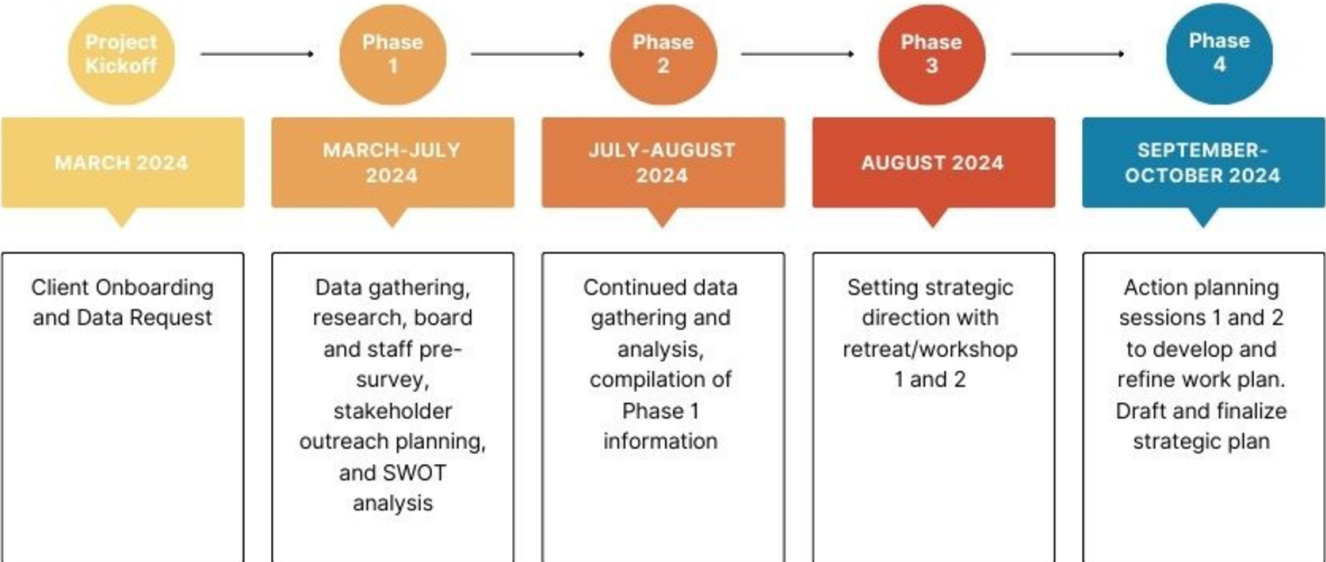 Project
Kickoff
Phase
1
Phase
2
Phase
3
Phase
4
MARCH 2024
MARCH-JULY
2024
JULY-AUGUST
2024
AUGUST 2024
SEPTEMBER-
OCTOBER 2024
Client Onboarding
and Data Request
Data gathering,
research, board
and staff pre-
survey,
stakeholder
outreach planning,
and SWOT
analysis
Continued data
gathering and
analysis,
compilation of
Phase 1
information
Setting strategic
direction with
retreat/workshop
1 and 2
Action planning
sessions 1 and 2
to develop and
refine work plan.
Draft and finalize
strategic plan